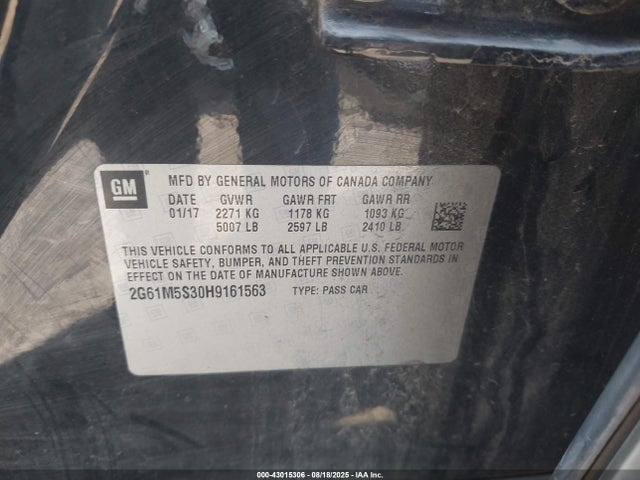 GM
MFD BY GENERAL MOTORS OF CANADA COMPANY
DATE GVWR GAWR FRT GAWR RR
01/17 2271 KG 1178 KG 1093 KG
5007 LB 2597 LB 2410 LB
THIS VEHICLE CONFORMS TO ALL APPLICABLE U.S. FEDERAL MOTOR
VEHICLE SAFETY, BUMPER, AND THEFT PREVENTION STANDARDS IN
EFFECT ON THE DATE OF MANUFACTURE SHOWN ABOVE.
2G61M5S30H9161563 TYPE: PASS CAR
000-43015306 - 08/18/2025 - IAAI Inc.